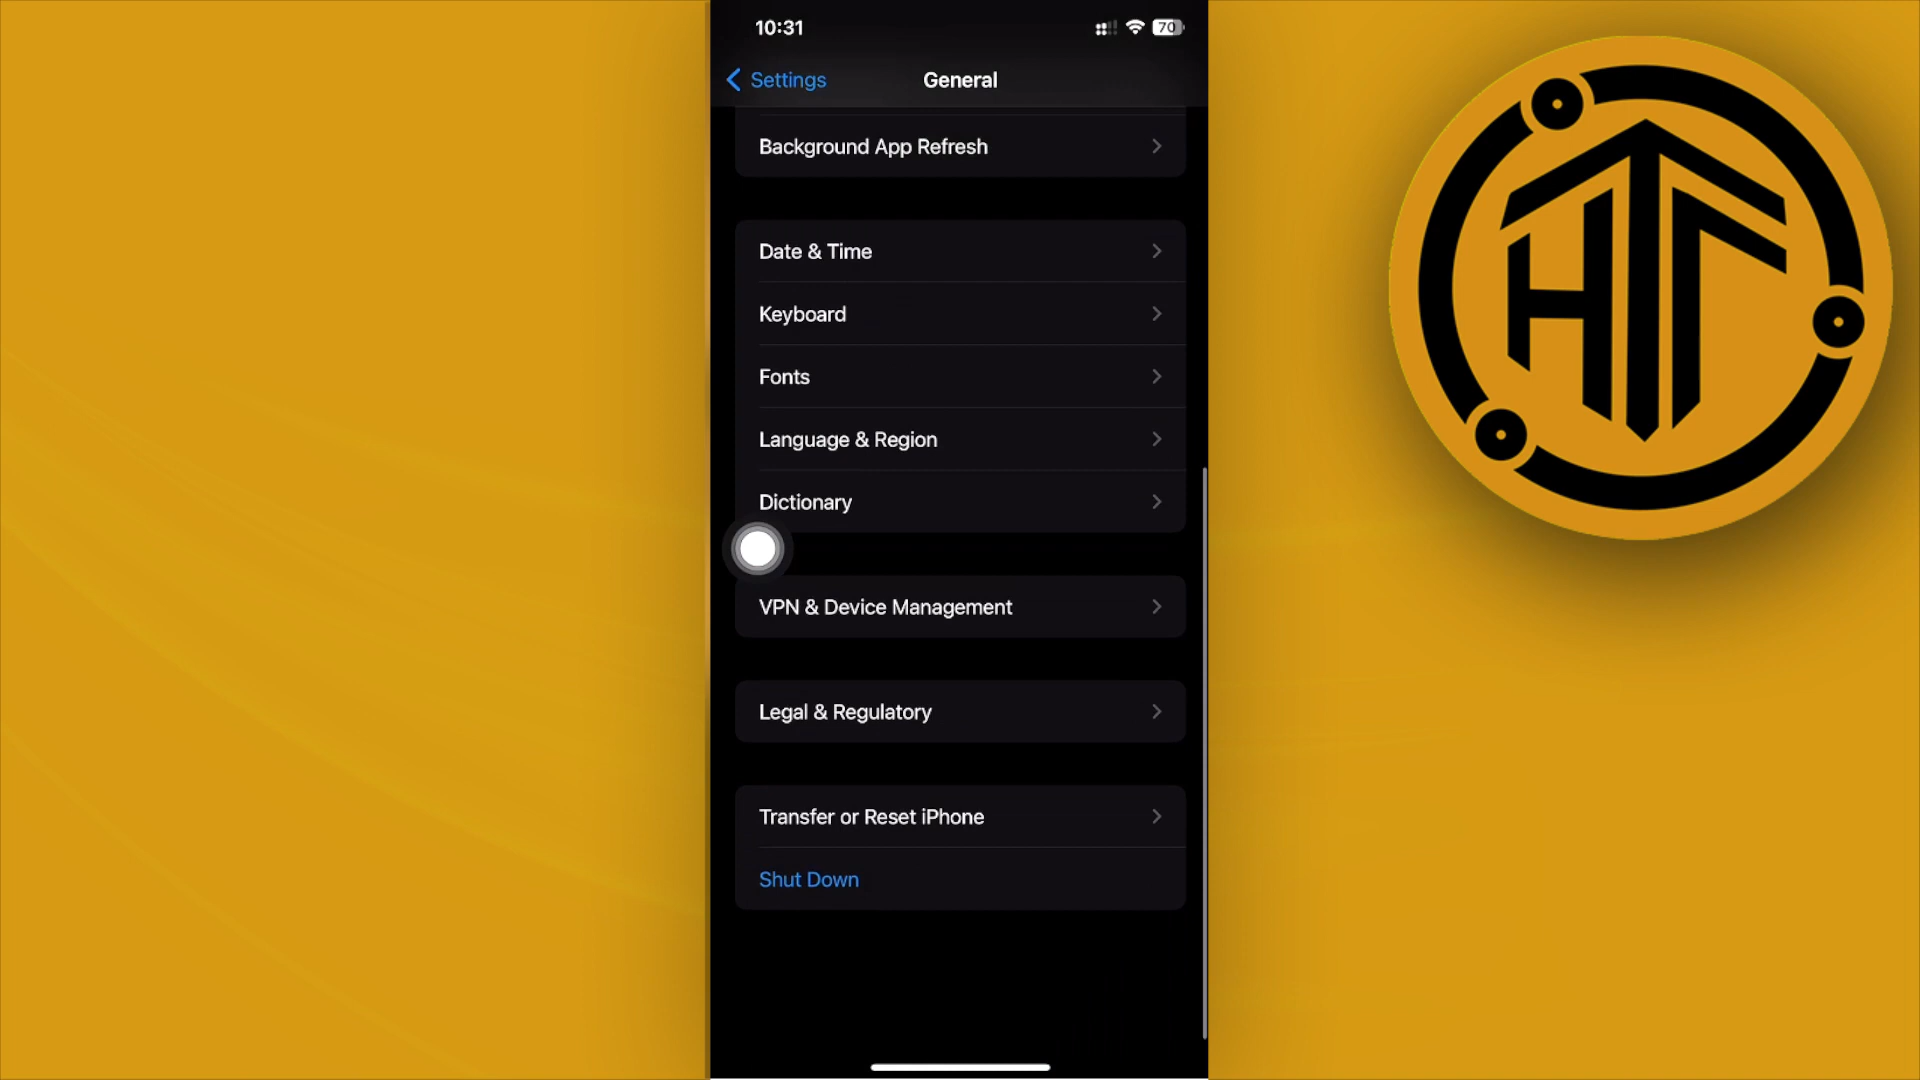 10:31
70
Settings
General
Background App Refresh
Date & Time
Keyboard
Fonts
Language & Region
Dictionary
VPN & Device Management
Legal & Regulatory
Transfer or Reset iPhone
Shut Down
HTR